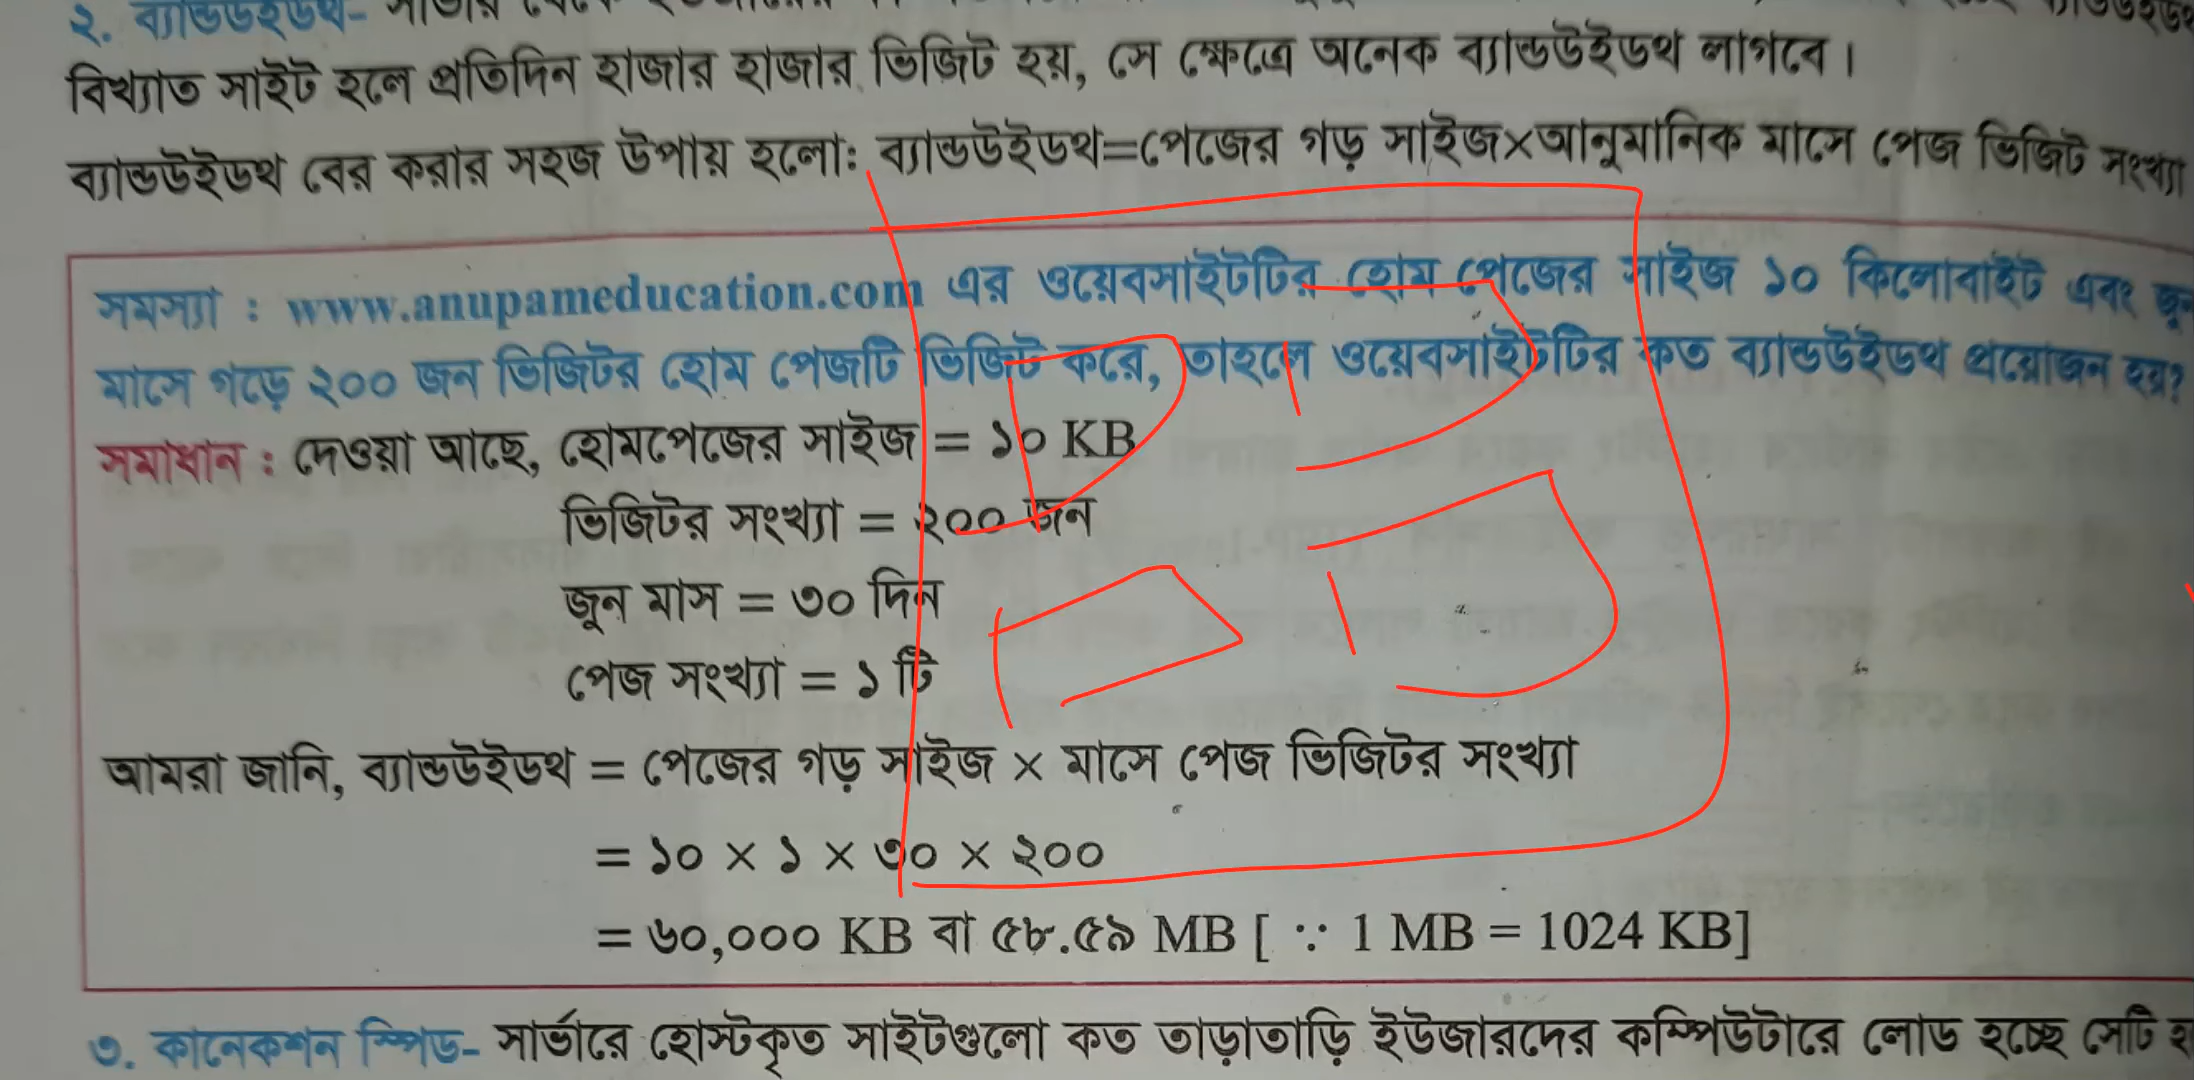 ২. ব্যান্ডউইডথ-
বিখ্যাত সাইট হলে প্রতিদিন হাজার হাজার ভিজিট হয়, সে ক্ষেত্রে অনেক ব্যান্ডউইডথ লাগবে।
ব্যান্ডউইডথ বের করার সহজ উপায় হলো: ব্যান্ডউইডথ=পেজের গড় সাইজ×আনুমানিক মাসে পেজ ভিজিট সংখ্যা
সমস্যা : www.anupameducation.com এর ওয়েবসাইটটির হোম পেজের সাইজ ১০ কিলোবাইট এবং জুন
মাসে গড়ে ২০০ জন ভিজিটর হোম পেজটি ভিজিট করে, তাহলে ওয়েবসাইটটির কত ব্যান্ডউইডথ প্রয়োজন হয়?
সমাধান : দেওয়া আছে, হোমপেজের সাইজ = ১০ KB
ভিজিটর সংখ্যা = ২০০ জন
জুন মাস = ৩০ দিন
পেজ সংখ্যা = ১ টি
আমরা জানি, ব্যান্ডউইডথ = পেজের গড় সাইজ × মাসে পেজ ভিজিটর সংখ্যা
= ১০ × ১ × ৩০ × ২০০
= ৬০,০০০ KB বা ৫৮.৫৯ MB [ ∵ 1 MB = 1024 KB]
৩. কানেকশন স্পিড- সার্ভারে হোস্টকৃত সাইটগুলো কত তাড়াতাড়ি ইউজারদের কম্পিউটারে লোড হচ্ছে সেটি